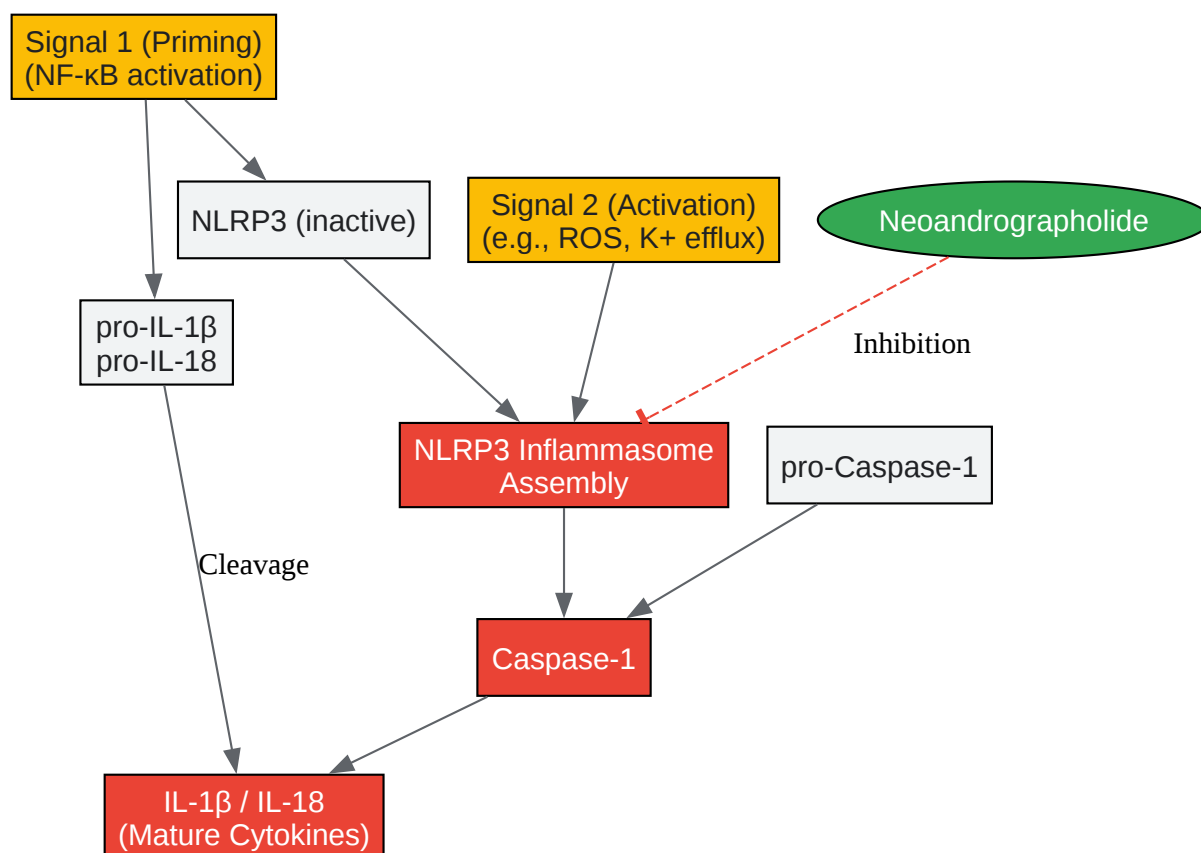 Signal 1 (Priming)
(NF-κB activation)
NLRP3 (inactive)
Signal 2 (Activation)
(e.g., ROS, K+ efflux)
Neoandrographolide
pro-IL-1β
pro-IL-18
Inhibition
NLRP3 Inflammasome
Assembly
pro-Caspase-1
Cleavage
Caspase-1
IL-1β / IL-18
(Mature Cytokines)